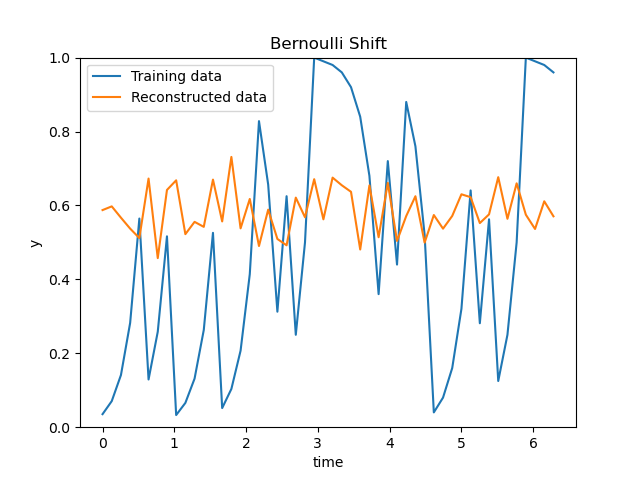 Bernoulli Shift
Training data
Reconstructed data
1.0
0.8
0.6
0.4
0.2
0.0
y
0 1 2 3 4 5 6
time